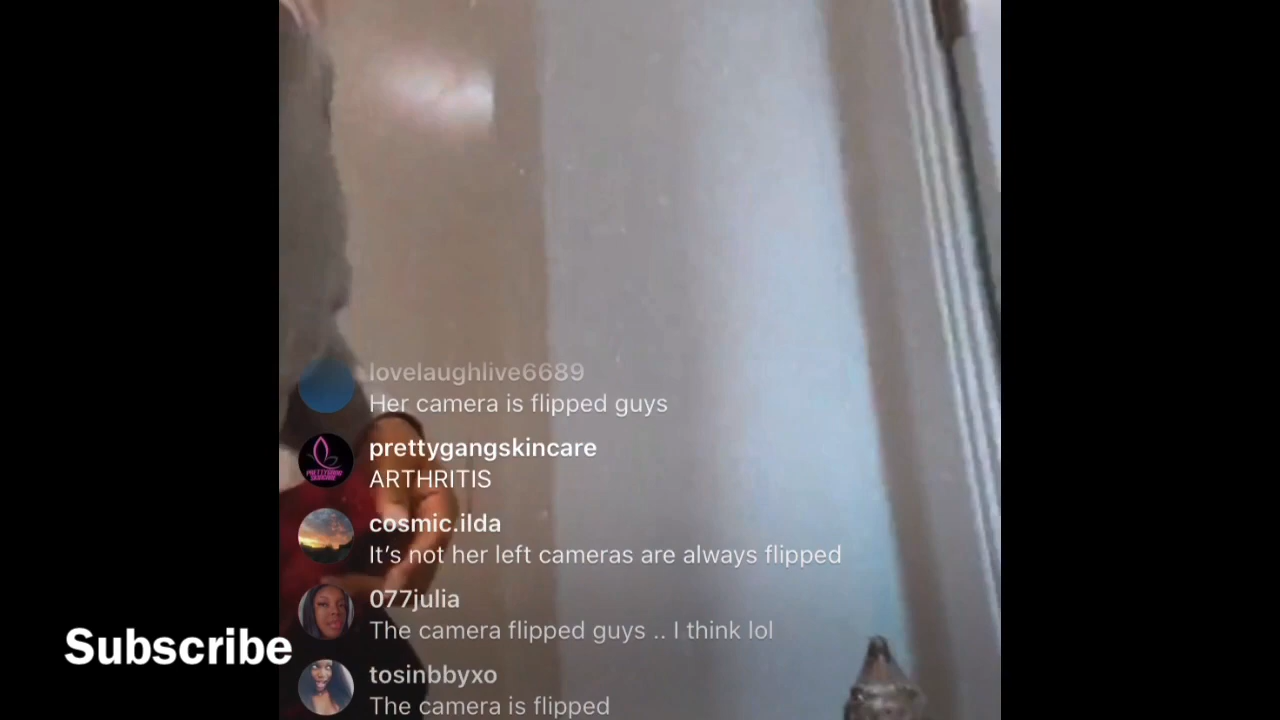 lovelaughlive6689
Her camera is flipped guys
prettygangskincare
ARTHRITIS
cosmic.ilda
It’s not her left cameras are always flipped
077julia
The camera flipped guys .. I think lol
Subscribe
tosinbbyxo
The camera is flipped